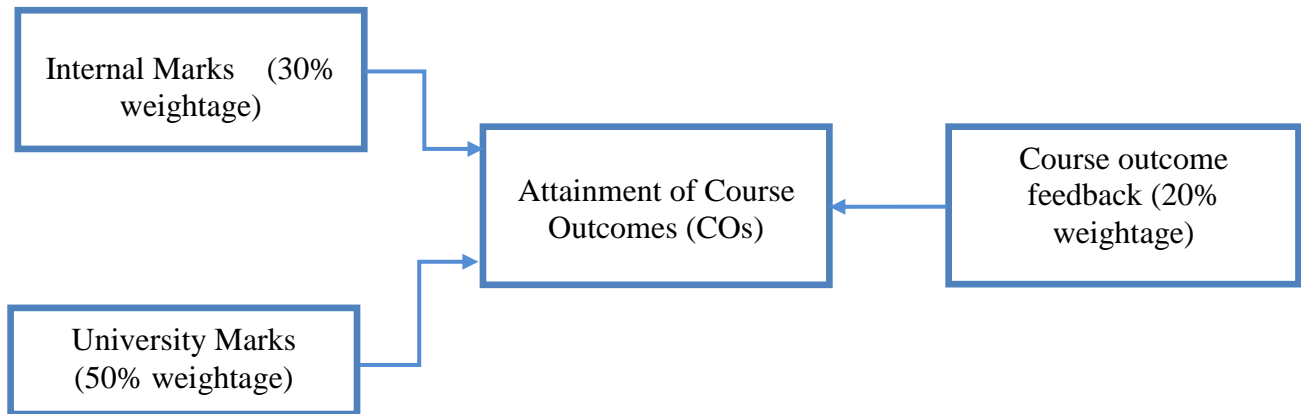 Internal Marks (30%
weightage)
Attainment of Course
Outcomes (COs)
Course outcome
feedback (20%
weightage)
University Marks
(50% weightage)